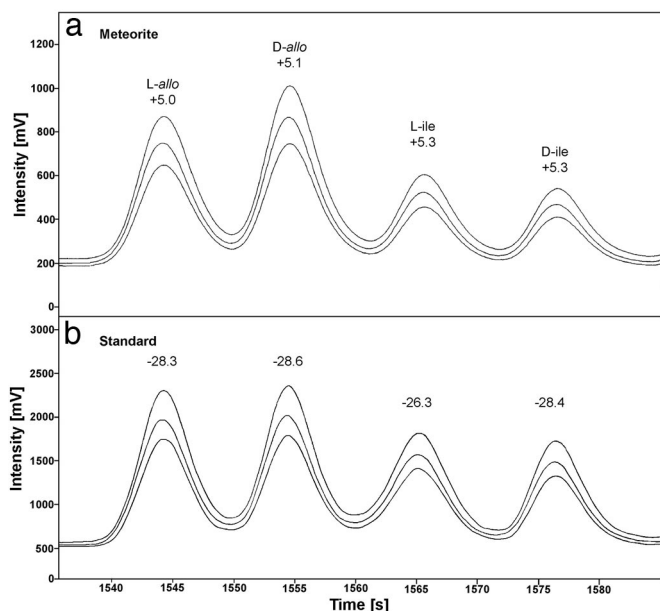 a
Meteorite
L-allo
+5.0
D-allo
+5.1
L-ile
+5.3
D-ile
+5.3
Intensity [mV]
1200
1000
800
600
400
200
0
b
Standard
-28.3
-28.6
-26.3
-28.4
Intensity [mV]
3000
2500
2000
1500
1000
500
0
1540
1545
1550
1555
1560
1565
1570
1575
1580
Time [s]